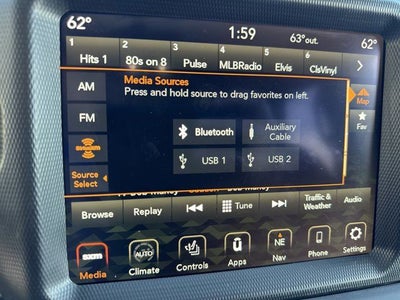 62° 1:59 63° out. 62°
1 2 3 4 5 6
Hits 1 80s on 8 Pulse MLBRadio Elvis ClsVinyl
Media Sources
Press and hold source to drag favorites on left.
AM
FM
SiriusXM
Source
Select
Bluetooth
Auxiliary
Cable
USB 1
USB 2
Map
Fav
Browse Replay Tune Traffic &
Weather Audio
sxm AUTO NE
Media Climate Controls Apps Nav Phone Settings